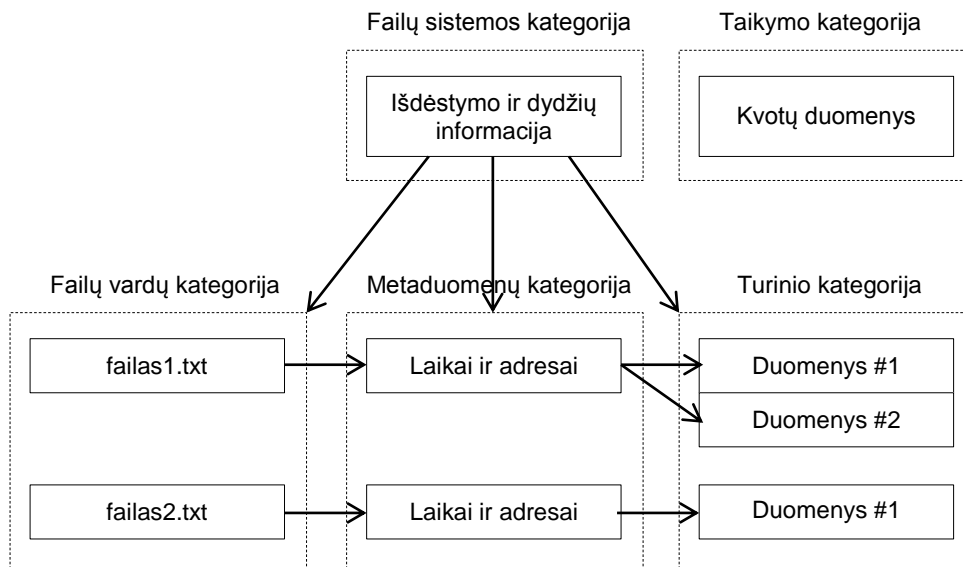 Failų sistemos kategorija
Taikymo kategorija
Išdėstymo ir dydžių
informacija
Kvotų duomenys
Failų vardų kategorija
Metaduomenų kategorija
Turinio kategorija
failas1.txt
Laikai ir adresai
Duomenys #1
Duomenys #2
failas2.txt
Laikai ir adresai
Duomenys #1